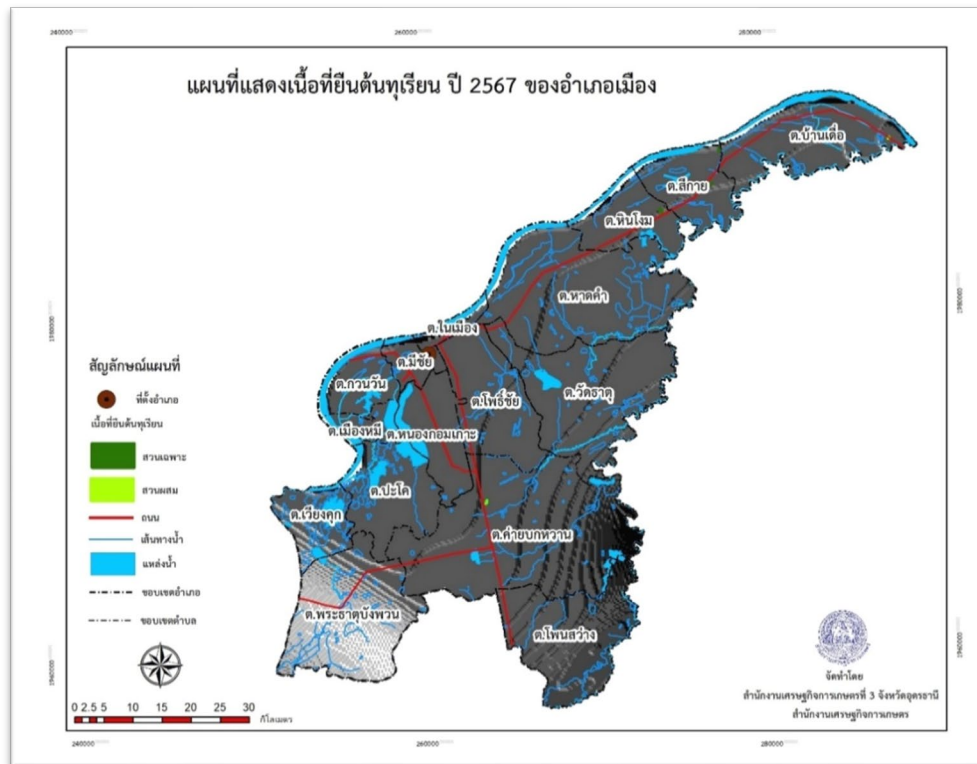 240000
260000
280000
แผนที่แสดงเนื้อที่ยืนต้นทุเรียน ปี 2567 ของอำเภอเมือง
ต.บ้านเดื่อ
ต.สีกาย
ต.หินโงม
ต.หาดคำ
1980000
1980000
ต.ในเมือง
ต.มีชัย
ต.กวนวัน
ต.โพธิ์ชัย
ต.วัดธาตุ
ต.เมืองหมี
ต.หนองกอมเกาะ
ต.ปะโค
ต.เวียงคุก
ต.ค่ายบกหวาน
ต.พระธาตุบังพวน
ต.โพนสว่าง
สัญลักษณ์แผนที่
ที่ตั้งอำเภอ
เนื้อที่ยืนต้นทุเรียน
สวนเฉพาะ
สวนผสม
ถนน
เส้นทางน้ำ
แหล่งน้ำ
ขอบเขตอำเภอ
ขอบเขตตำบล
1960000
1960000
0 2.5 5 10 15 20 25 30
กิโลเมตร
จัดทำโดย
สำนักงานเศรษฐกิจการเกษตรที่ 3 จังหวัดอุดรธานี
สำนักงานเศรษฐกิจการเกษตร
240000
260000
280000